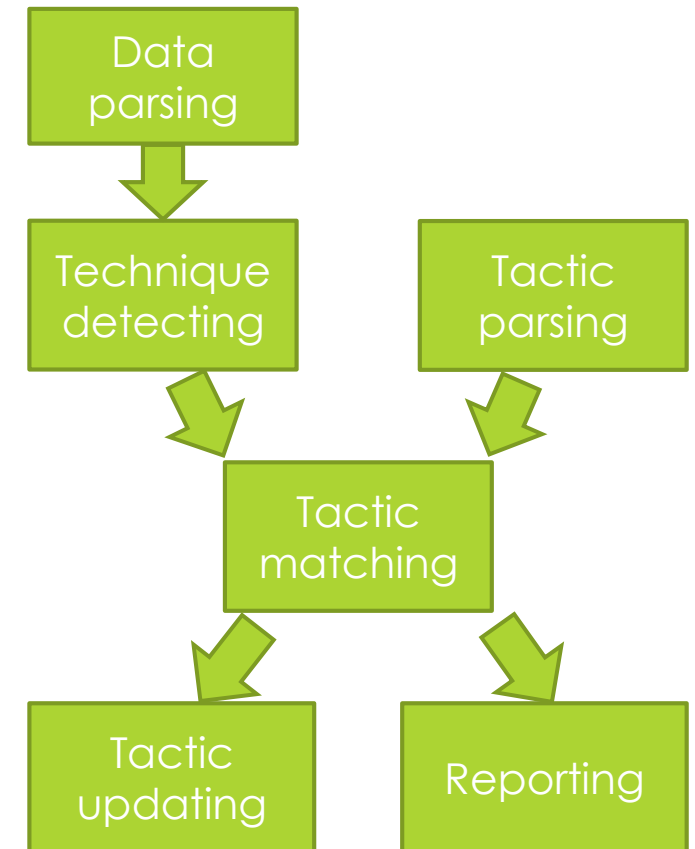 Data
parsing
Technique
detecting
Tactic
parsing
Tactic
matching
Tactic
updating
Reporting